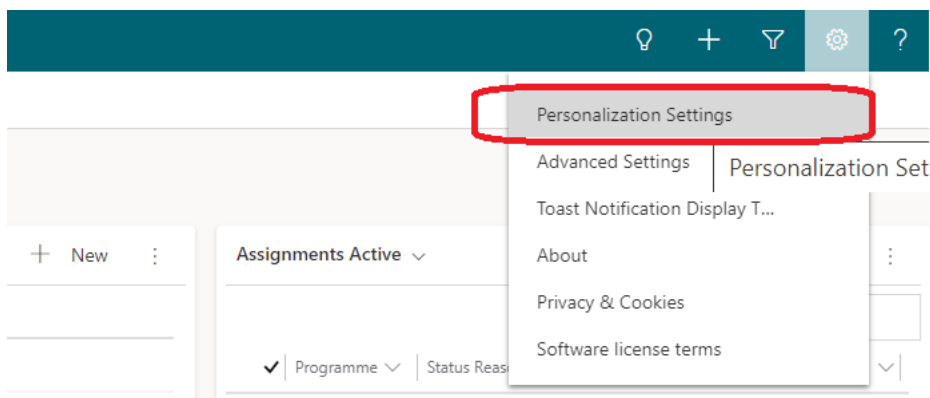 ?
Personalization Settings
Advanced Settings
Personalization Set
Toast Notification Display T...
New
Assignments Active
About
Privacy & Cookies
Software license terms
Programme
Status Reas